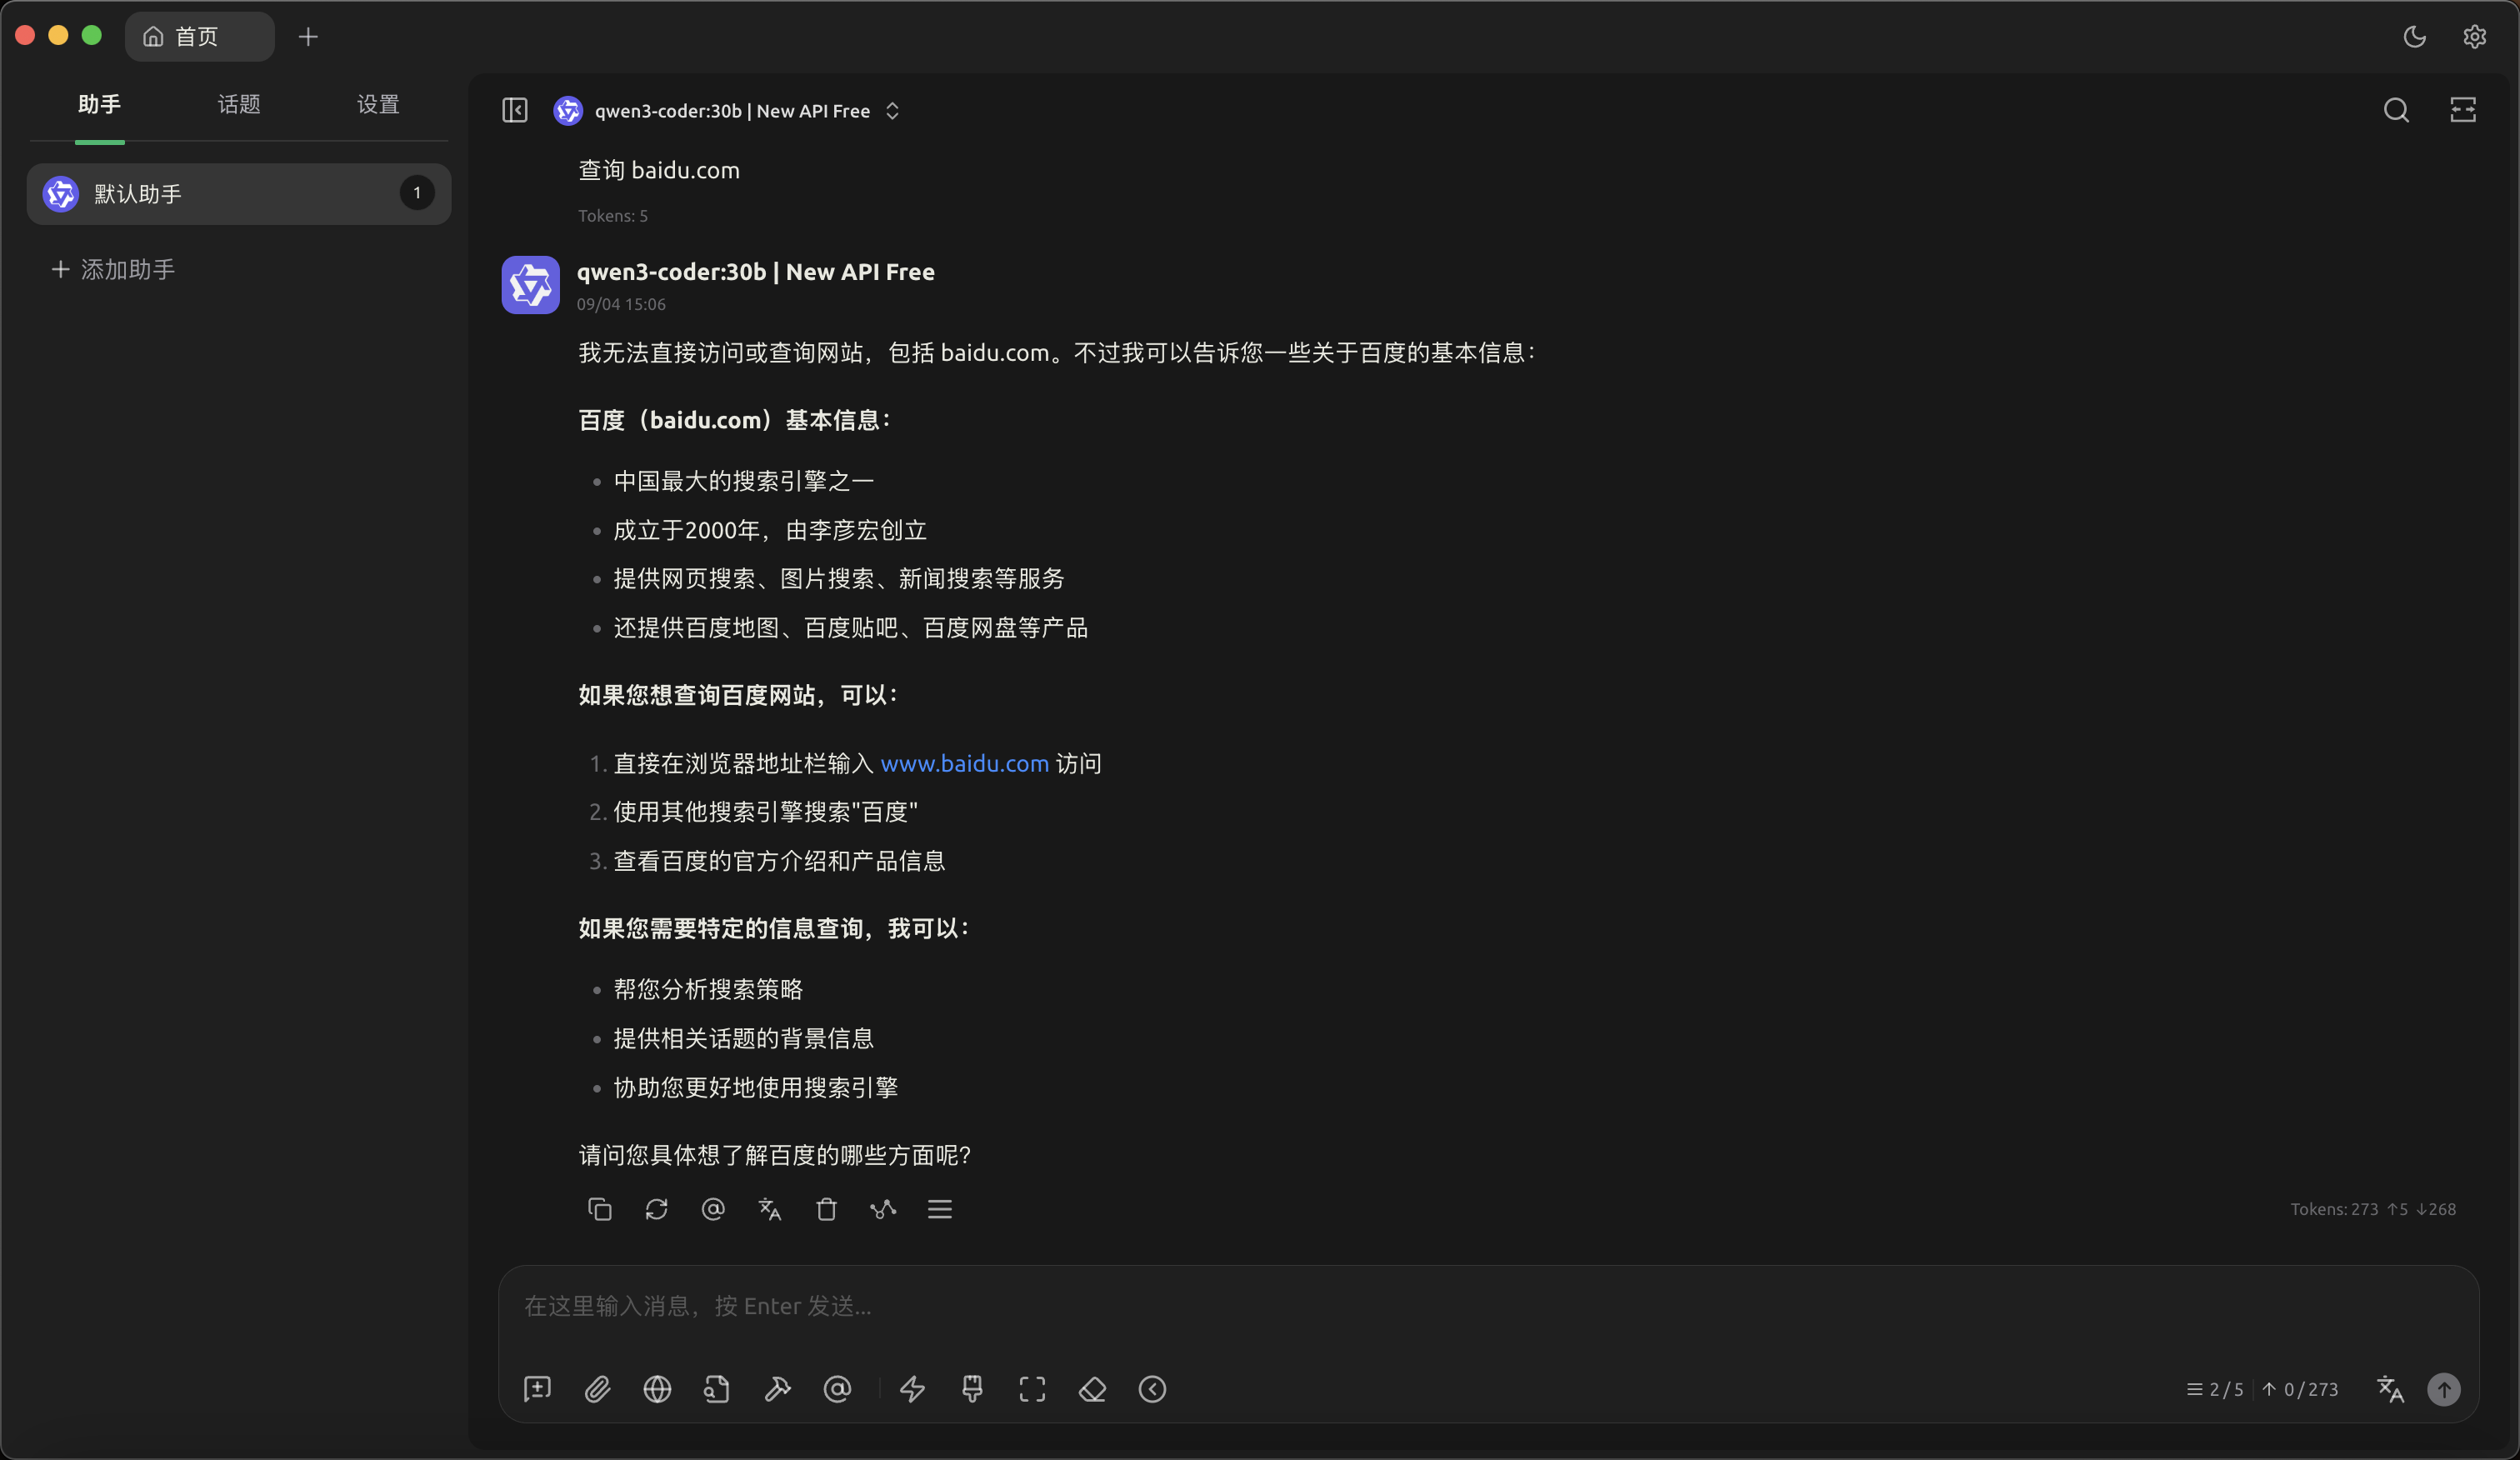 首页
助手
话题
设置
默认助手
1
添加助手
qwen3-coder:30b | New API Free
查询 baidu.com
Tokens: 5
qwen3-coder:30b | New API Free
09/04 15:06
我无法直接访问或查询网站，包括 baidu.com。不过我可以告诉您一些关于百度的基本信息：
百度（baidu.com）基本信息：
• 中国最大的搜索引擎之一
• 成立于2000年，由李彦宏创立
• 提供网页搜索、图片搜索、新闻搜索等服务
• 还提供百度地图、百度贴吧、百度网盘等产品
如果您想查询百度网站，可以：
1. 直接在浏览器地址栏输入 www.baidu.com 访问
2. 使用其他搜索引擎搜索"百度"
3. 查看百度的官方介绍和产品信息
如果您需要特定的信息查询，我可以：
• 帮您分析搜索策略
• 提供相关话题的背景信息
• 协助您更好地使用搜索引擎
请问您具体想了解百度的哪些方面呢？
Tokens: 273 ↑5 ↓268
在这里输入消息，按 Enter 发送...
2 / 5 ↑ 0 / 273